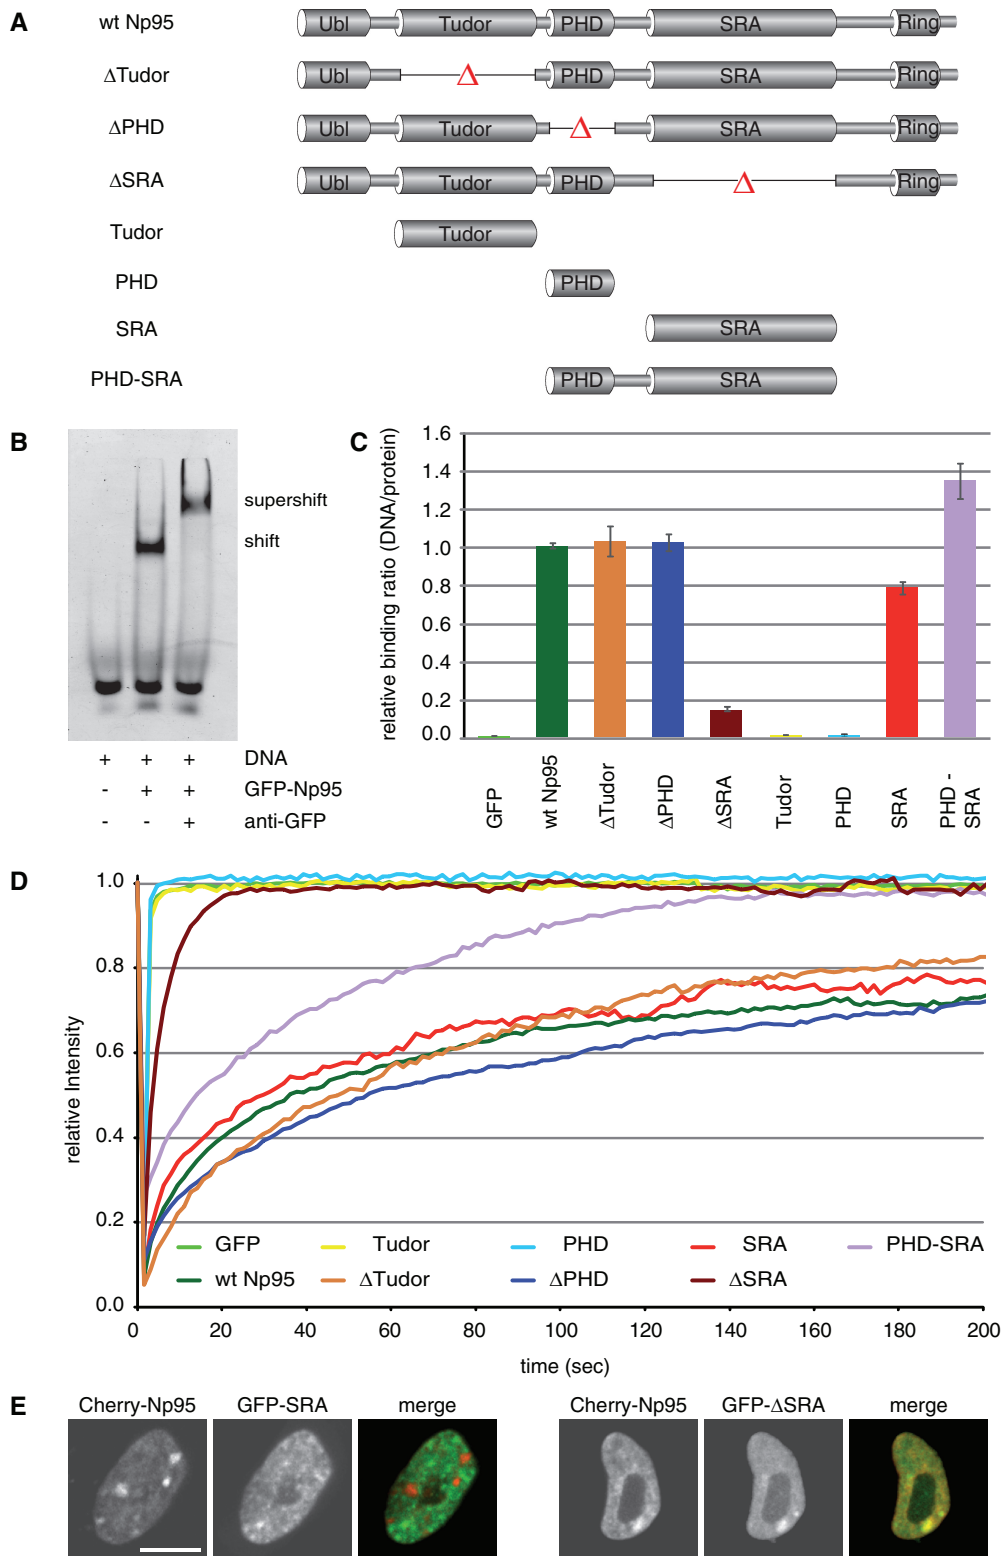 A
wt Np95 Ubl Tudor PHD SRA Ring
ΔTudor Ubl Δ PHD SRA Ring
ΔPHD Ubl Tudor Δ SRA Ring
ΔSRA Ubl Tudor PHD Δ Ring
Tudor Tudor
PHD PHD
SRA SRA
PHD-SRA PHD SRA
B
supershift
shift
+ + + DNA
- + + GFP-Np95
- - + anti-GFP
C
relative binding ratio (DNA/protein)
1.6
1.4
1.2
1.0
0.8
0.6
0.4
0.2
0.0
GFP
wt Np95
ΔTudor
ΔPHD
ΔSRA
Tudor
PHD
SRA
PHD -
SRA
D
relative Intensity
1.0
0.8
0.6
0.4
0.2
0.0
GFP Tudor PHD SRA PHD-SRA
wt Np95 ΔTudor ΔPHD ΔSRA
0 20 40 60 80 100 120 140 160 180 200
time (sec)
E
Cherry-Np95 GFP-SRA merge Cherry-Np95 GFP-ΔSRA merge